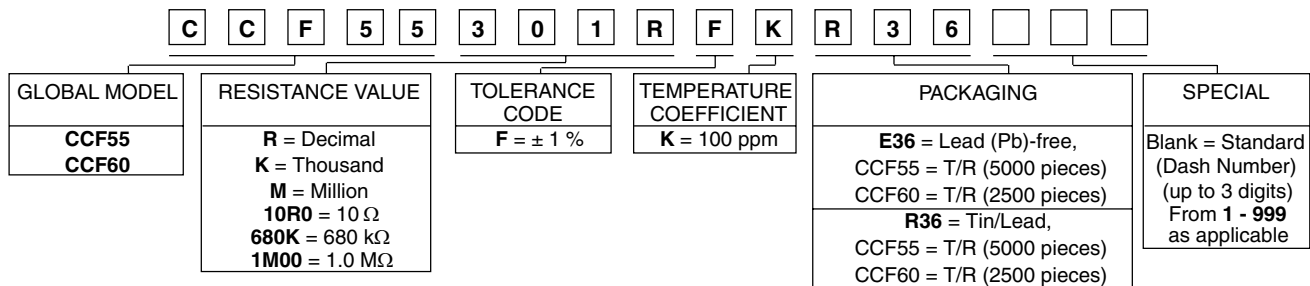 C C F 5 5 3 0 1 R F K R 3 6
GLOBAL MODEL
CCF55
CCF60
RESISTANCE VALUE
R = Decimal
K = Thousand
M = Million
10R0 = 10 Ω
680K = 680 kΩ
1M00 = 1.0 MΩ
TOLERANCE
CODE
F = ± 1 %
TEMPERATURE
COEFFICIENT
K = 100 ppm
PACKAGING
E36 = Lead (Pb)-free,
CCF55 = T/R (5000 pieces)
CCF60 = T/R (2500 pieces)
R36 = Tin/Lead,
CCF55 = T/R (5000 pieces)
CCF60 = T/R (2500 pieces)
SPECIAL
Blank = Standard
(Dash Number)
(up to 3 digits)
From 1 - 999
as applicable